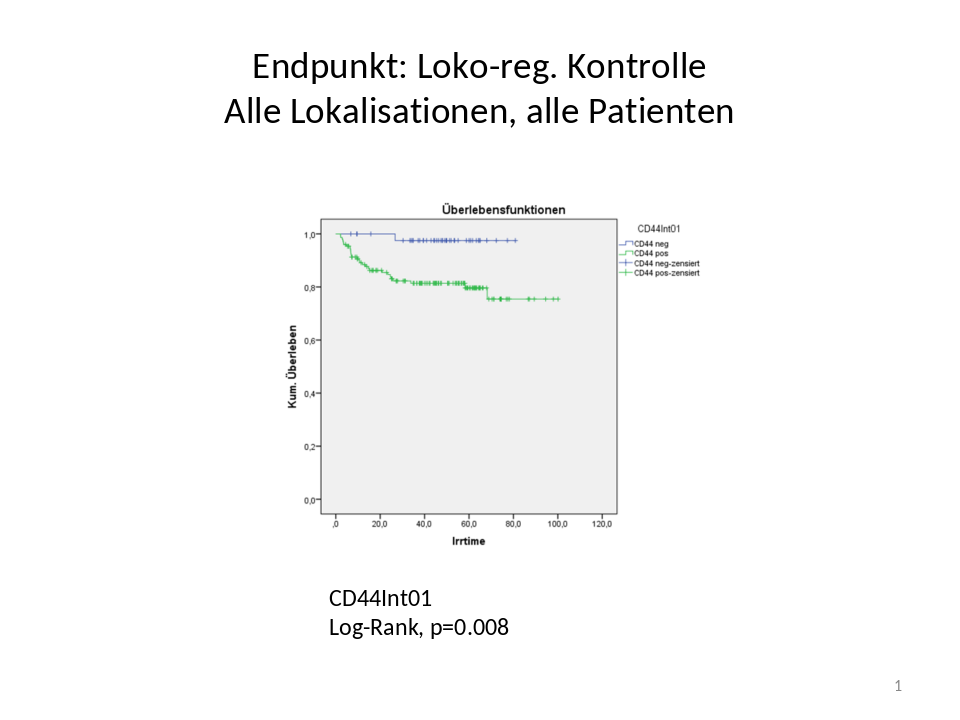 Endpunkt: Loko-reg. Kontrolle
Alle Lokalisationen, alle Patienten
Überlebensfunktionen
CD44Int01
CD44 neg
CD44 pos
CD44 neg-zensiert
CD44 pos-zensiert
Kum. Überleben
1,0
0,8
0,6
0,4
0,2
0,0
,0 20,0 40,0 60,0 80,0 100,0 120,0
lrrtime
CD44Int01
Log-Rank, p=0.008
1